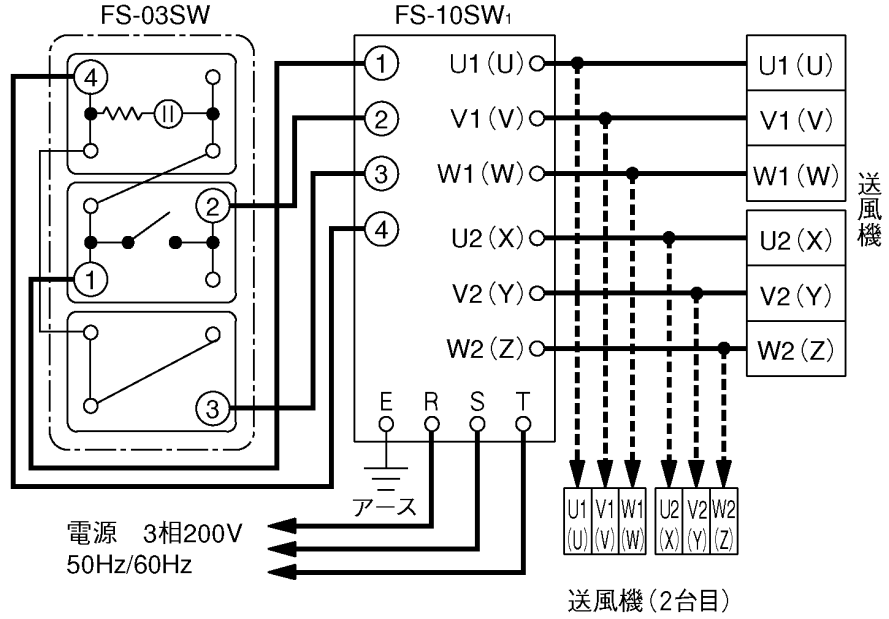 FS-03SW
FS-10SW₁
4
2
1
3
1
2
3
4
U1(U)
V1(V)
W1(W)
U2(X)
V2(Y)
W2(Z)
E R S T
アース
U1(U)
V1(V)
W1(W)
U2(X)
V2(Y)
W2(Z)
送風機
電源 3相200V
50Hz/60Hz
U1
(U)
V1
(V)
W1
(W)
U2
(X)
V2
(Y)
W2
(Z)
送風機(2台目)